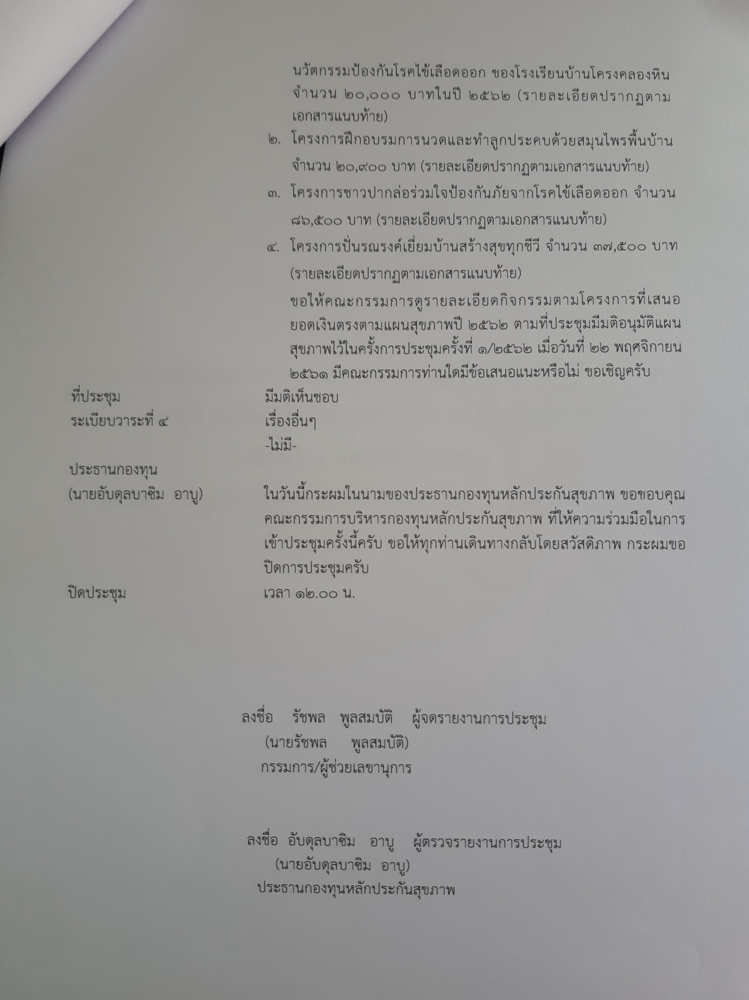 นวัตกรรมป้องกันโรคไข้เลือดออก ของโรงเรียนบ้านโครงคลองหิน
จำนวน ๒๐,๐๐๐ บาทในปี ๒๕๖๒ (รายละเอียดปรากฏตาม
เอกสารแนบท้าย)
๒. โครงการฝึกอบรมการนวดและทำลูกประคบด้วยสมุนไพรพื้นบ้าน
จำนวน ๒๐,๙๐๐ บาท (รายละเอียดปรากฏตามเอกสารแนบท้าย)
๓. โครงการชาวปากล่อร่วมใจป้องกันภัยจากโรคไข้เลือดออก จำนวน
๘๖,๕๐๐ บาท (รายละเอียดปรากฏตามเอกสารแนบท้าย)
๔. โครงการปั่นรณรงค์เยี่ยมบ้านสร้างสุขทุกชีวี จำนวน ๓๗,๕๐๐ บาท
(รายละเอียดปรากฏตามเอกสารแนบท้าย)
ขอให้คณะกรรมการดูรายละเอียดกิจกรรมตามโครงการที่เสนอ
ยอดเงินตรงตามแผนสุขภาพปี ๒๕๖๒ ตามที่ประชุมมีมติอนุมัติแผน
สุขภาพไว้ในครั้งการประชุมครั้งที่ ๑/๒๕๖๒ เมื่อวันที่ ๒๒ พฤศจิกายน
๒๕๖๑ มีคณะกรรมการท่านใดมีข้อเสนอแนะหรือไม่ ขอเชิญครับ
ที่ประชุม มีมติเห็นชอบ
ระเบียบวาระที่ ๔ เรื่องอื่นๆ
-ไม่มี-
ประธานกองทุน
(นายอับดุลบาซิม อาบู) ในวันนี้กระผมในนามของประธานกองทุนหลักประกันสุขภาพ ขอขอบคุณ
คณะกรรมการบริหารกองทุนหลักประกันสุขภาพ ที่ให้ความร่วมมือในการ
เข้าประชุมครั้งนี้ครับ ขอให้ทุกท่านเดินทางกลับโดยสวัสดิภาพ กระผมขอ
ปิดการประชุมครับ
ปิดประชุม เวลา ๑๒.๐๐ น.
ลงชื่อ รัชพล พูลสมบัติ ผู้จดรายงานการประชุม
(นายรัชพล พูลสมบัติ)
กรรมการ/ผู้ช่วยเลขานุการ
ลงชื่อ อับดุลบาซิม อาบู ผู้ตรวจรายงานการประชุม
(นายอับดุลบาซิม อาบู)
ประธานกองทุนหลักประกันสุขภาพ